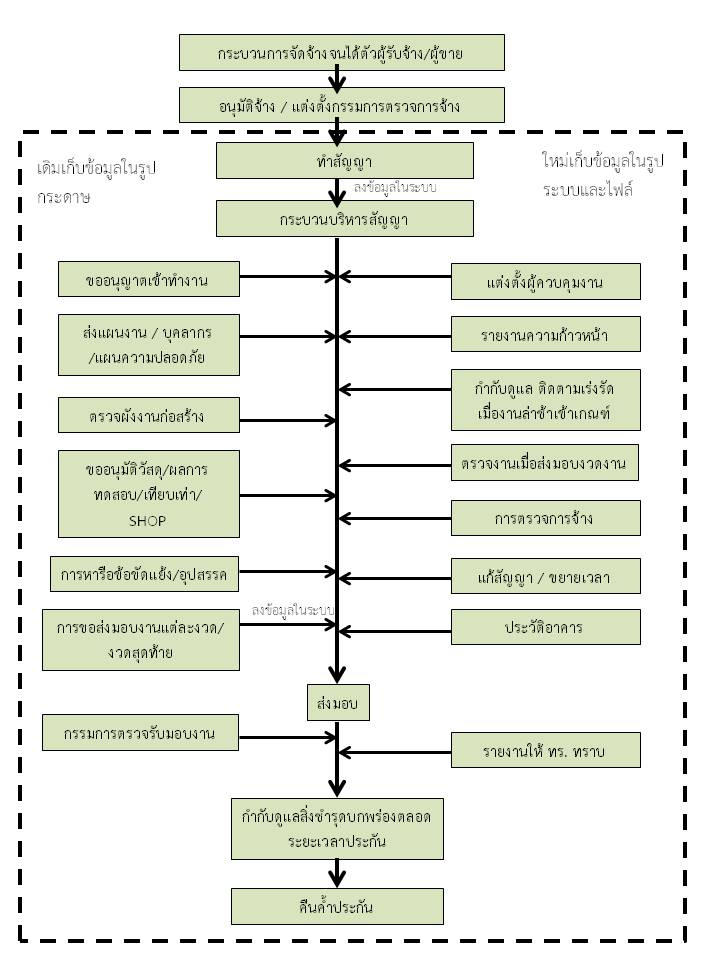 กระบวนการจัดจ้างจนได้ตัวผู้รับจ้าง/ผู้ขาย
อนุมัติจ้าง / แต่งตั้งกรรมการตรวจการจ้าง
เดิมเก็บข้อมูลในรูป
กระดาษ
ใหม่เก็บข้อมูลในรูป
ระบบและไฟล์
ทำสัญญา
ลงข้อมูลในระบบ
กระบวนบริหารสัญญา
ขออนุญาตเข้าทำงาน
แต่งตั้งผู้ควบคุมงาน
ส่งแผนงาน / บุคลากร
/แผนความปลอดภัย
รายงานความก้าวหน้า
กำกับดูแล ติดตามเร่งรัด
เมื่องานล่าช้าเข้าเกณฑ์
ตรวจผังงานก่อสร้าง
ตรวจงานเมื่อส่งมอบงวดงาน
ขออนุมัติวัสดุ/ผลการ
ทดสอบ/เทียบเท่า/
SHOP
การตรวจการจ้าง
การหารือข้อขัดแย้ง/อุปสรรค
แก้สัญญา / ขยายเวลา
ลงข้อมูลในระบบ
การขอส่งมอบงานแต่ละงวด/
งวดสุดท้าย
ประวัติอาคาร
ส่งมอบ
กรรมการตรวจรับมอบงาน
รายงานให้ ทร. ทราบ
กำกับดูแลสิ่งชำรุดบกพร่องตลอด
ระยะเวลาประกัน
คืนค้ำประกัน